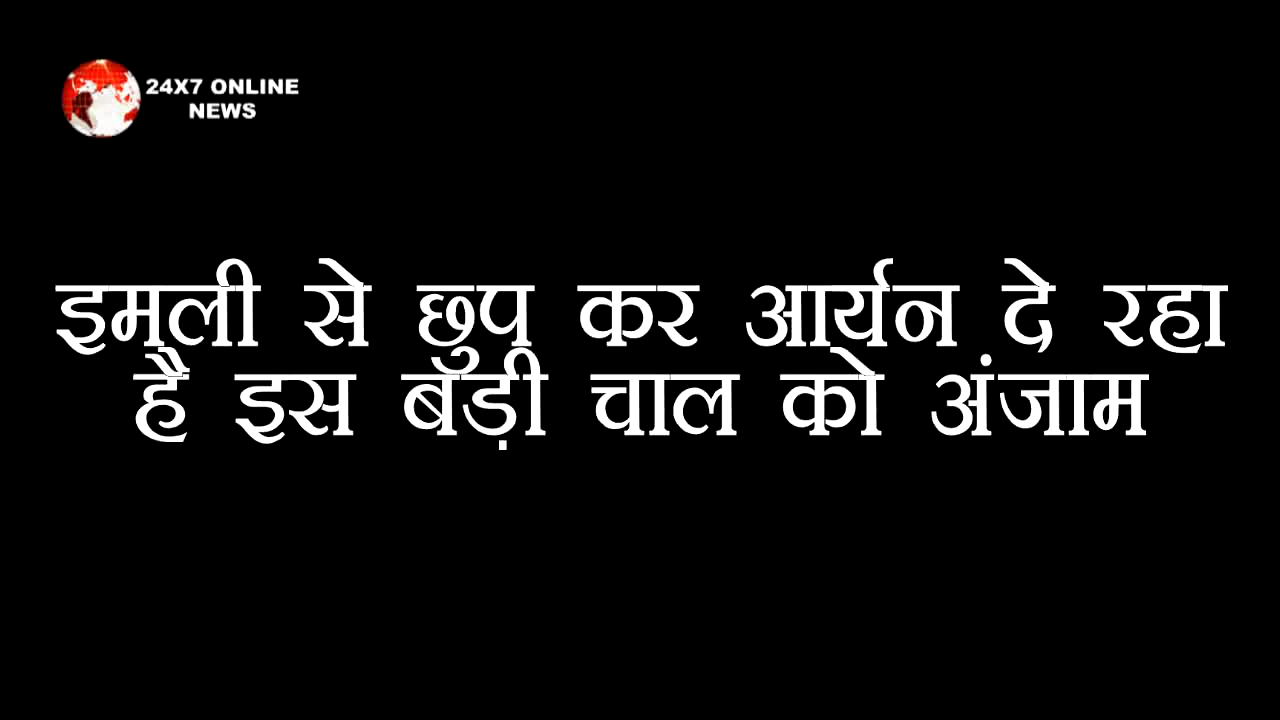 24X7 ONLINE
NEWS
इमली से छुप कर आर्यन दे रहा
है इस बड़ी चाल को अंजाम